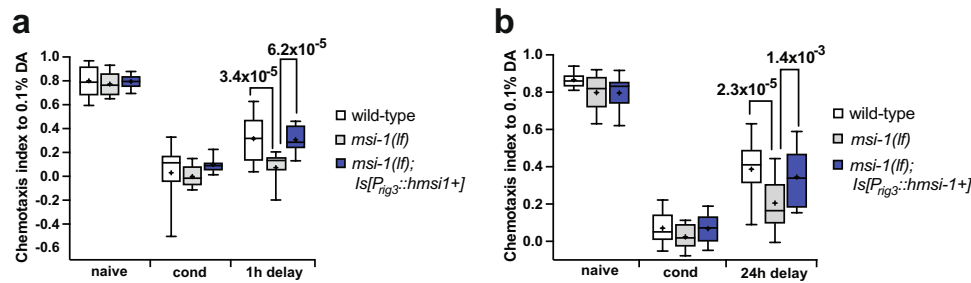 a
Chemotaxis index to 0.1% DA
1.0
0.8
0.6
0.4
0.2
0.0
-0.2
-0.4
-0.6
3.4x10-5
6.2x10-5
naive
cond
1h delay
wild-type
msi-1(lf)
msi-1(lf);
Is[Prig3::hmsi1+]
b
Chemotaxis index to 0.1% DA
1.0
0.8
0.6
0.4
0.2
0.0
2.3x10-5
1.4x10-3
naive
cond
24h delay
wild-type
msi-1(lf)
msi-1(lf);
Is[Prig3::hmsi-1+]